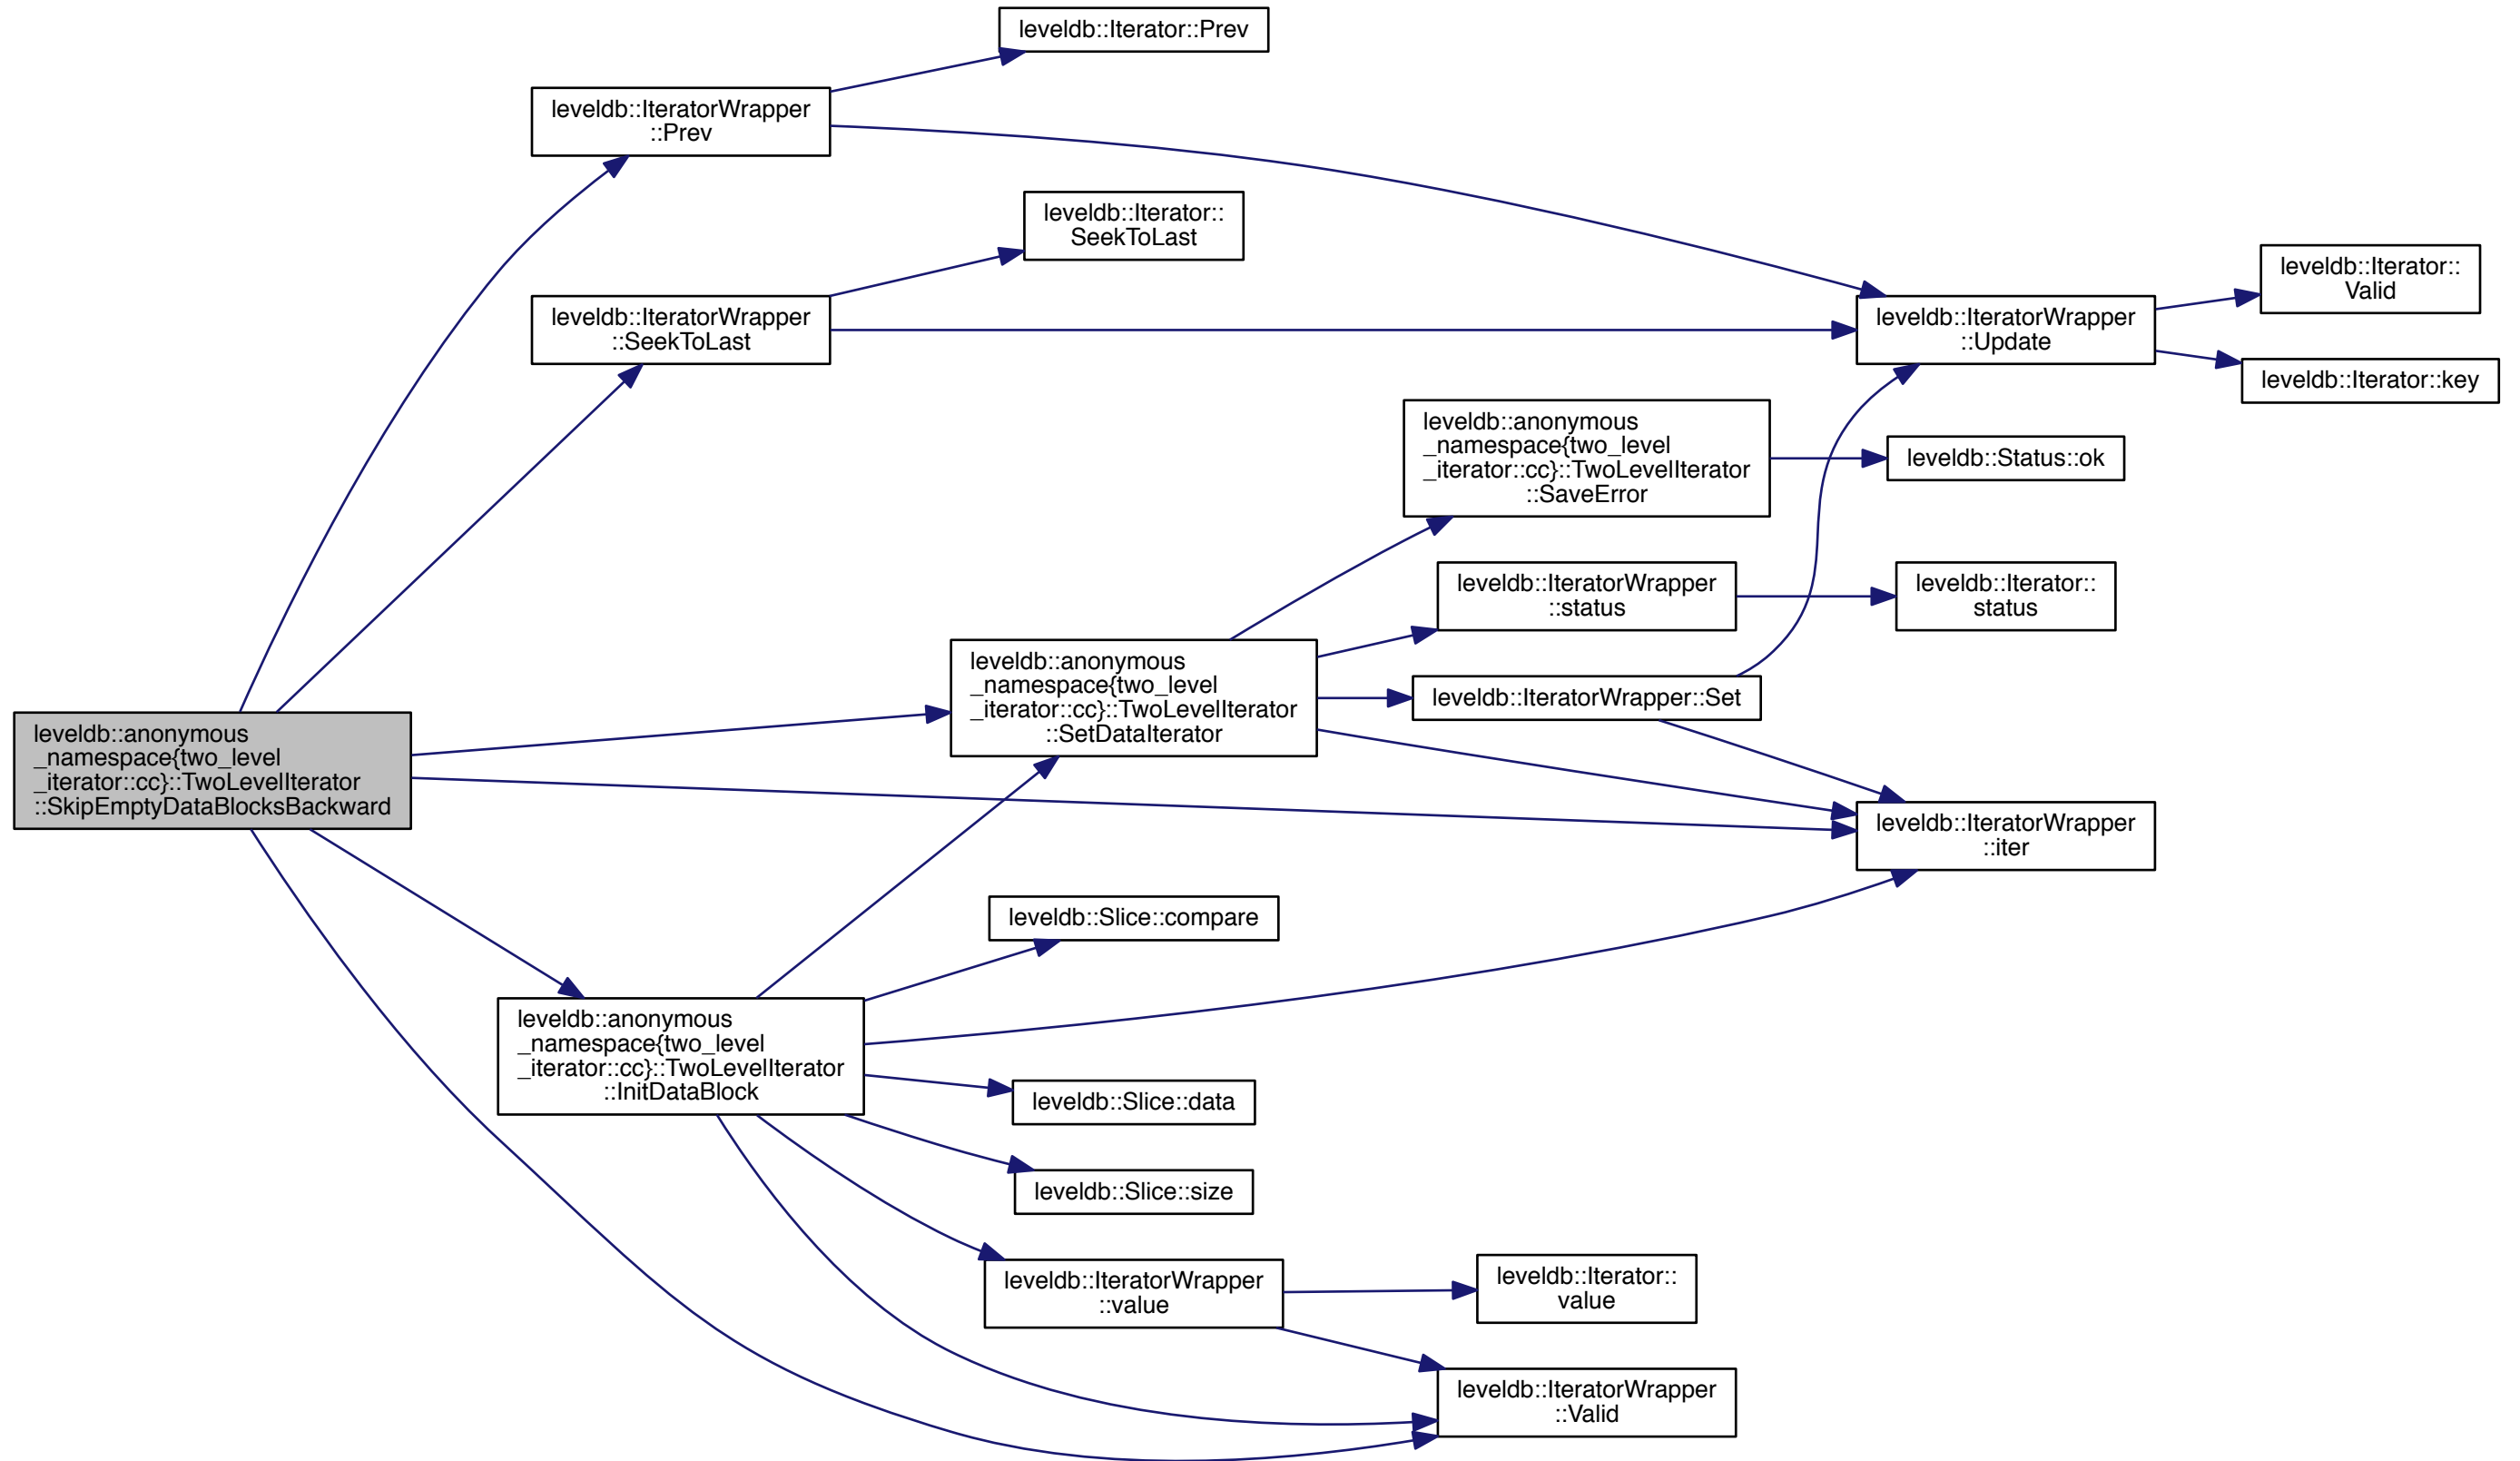 leveldb::Iterator::Prev
leveldb::IteratorWrapper
::Prev
leveldb::Iterator::
SeekToLast
leveldb::IteratorWrapper
::SeekToLast
leveldb::IteratorWrapper
::Update
leveldb::Iterator::
Valid
leveldb::Iterator::key
leveldb::anonymous
_namespace{two_level
_iterator::cc}::TwoLevelIterator
::SaveError
leveldb::Status::ok
leveldb::IteratorWrapper
::status
leveldb::Iterator::
status
leveldb::anonymous
_namespace{two_level
_iterator::cc}::TwoLevelIterator
::SetDataIterator
leveldb::IteratorWrapper::Set
leveldb::anonymous
_namespace{two_level
_iterator::cc}::TwoLevelIterator
::SkipEmptyDataBlocksBackward
leveldb::IteratorWrapper
::iter
leveldb::Slice::compare
leveldb::anonymous
_namespace{two_level
_iterator::cc}::TwoLevelIterator
::InitDataBlock
leveldb::Slice::data
leveldb::Slice::size
leveldb::IteratorWrapper
::value
leveldb::Iterator::
value
leveldb::IteratorWrapper
::Valid